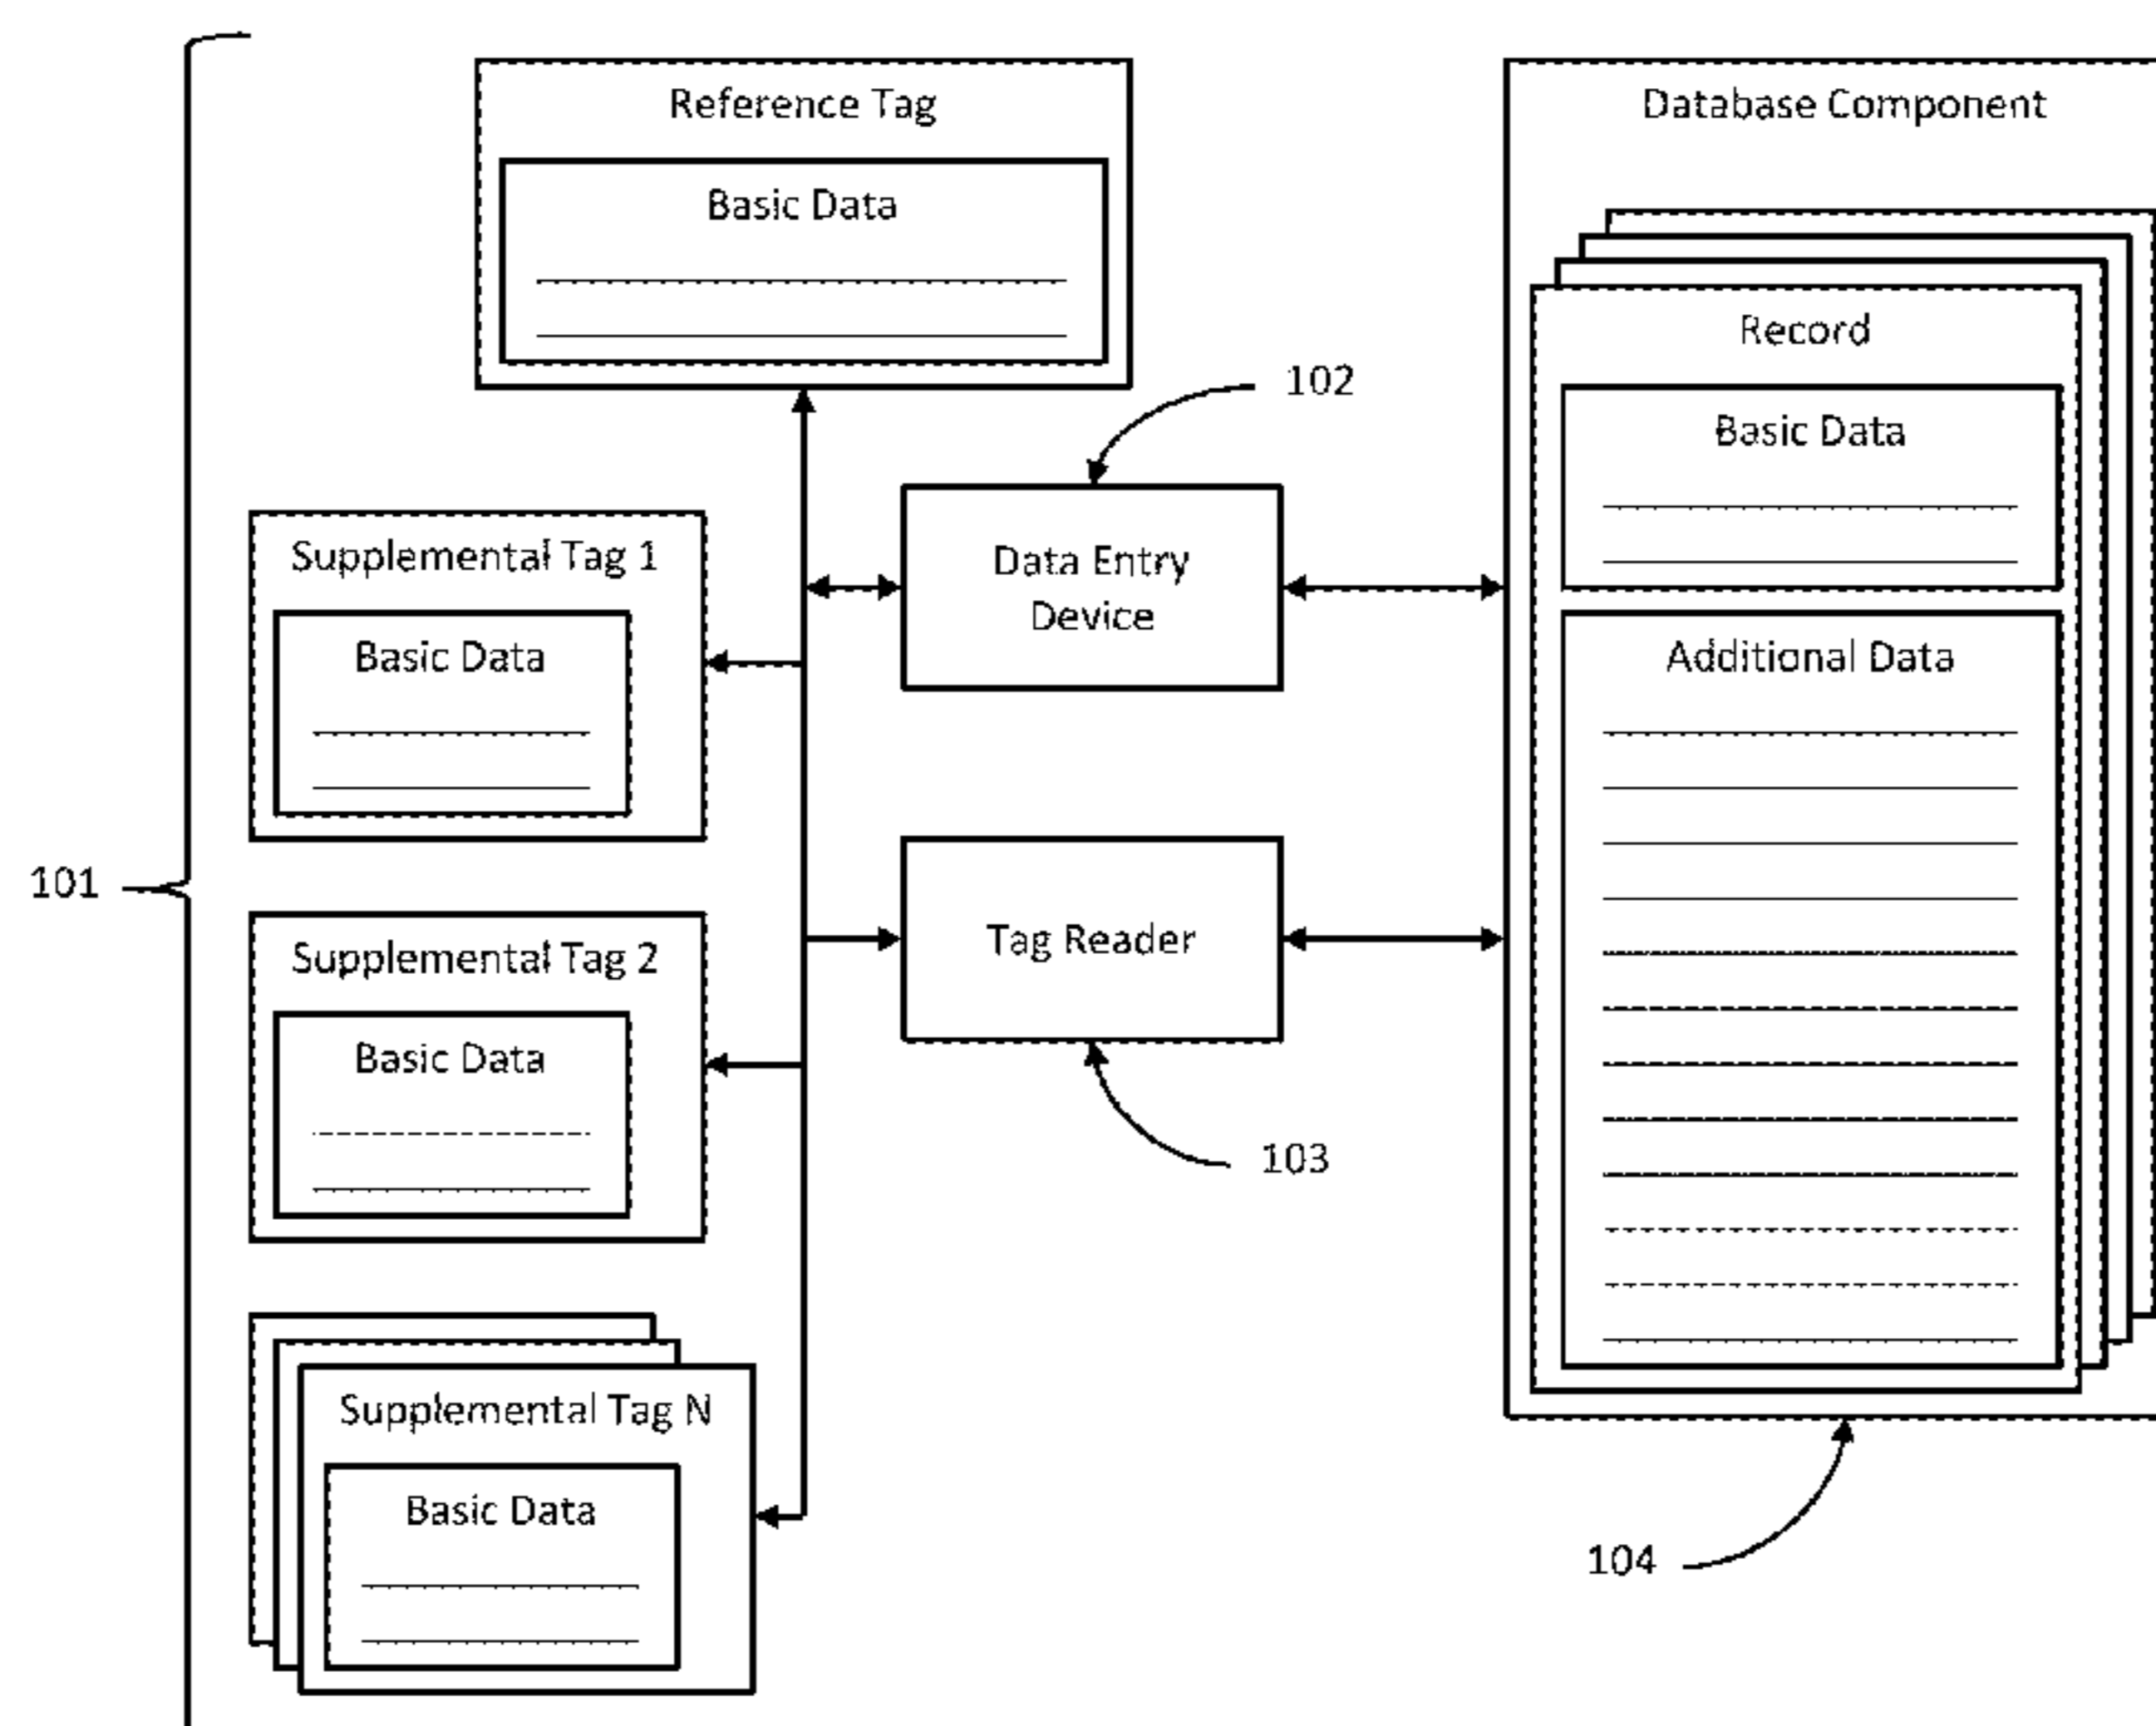 Reference Tag
Basic Data
Database Component
Record
Basic Data
Additional Data
102
Data Entry
Device
Supplemental Tag 1
Basic Data
101
Tag Reader
Supplemental Tag 2
Basic Data
103
Supplemental Tag N
Basic Data
104